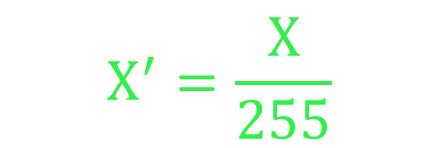 X′ = X / 255